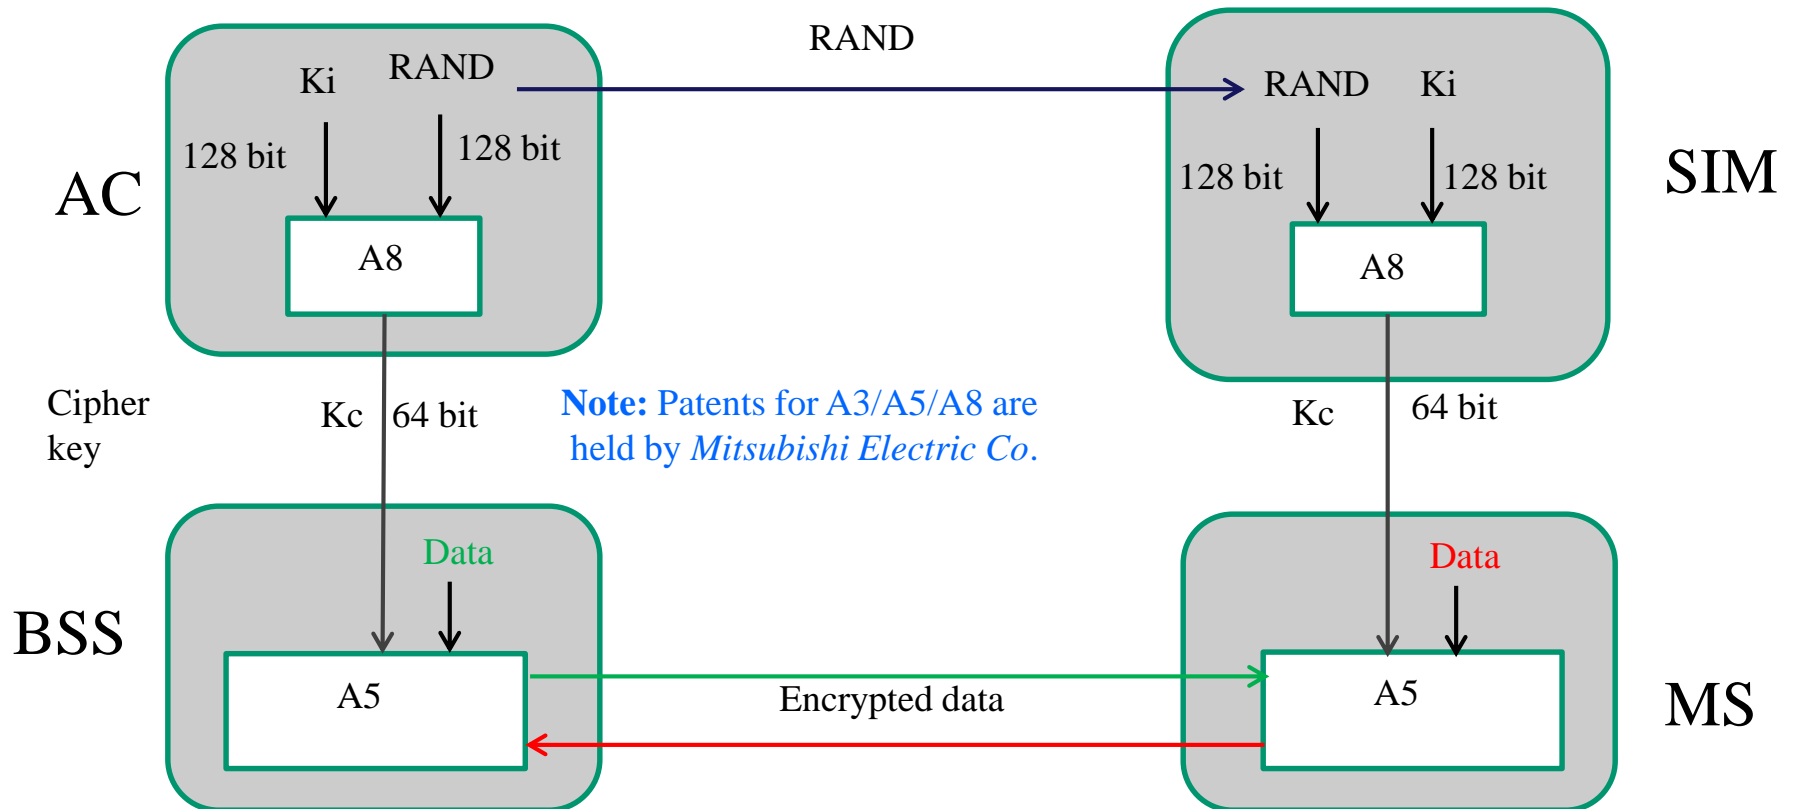 RAND
Ki
RAND
RAND
Ki
128 bit
128 bit
128 bit
128 bit
AC
SIM
A8
A8
Cipher
key
Kc
64 bit
Note: Patents for A3/A5/A8 are
held by Mitsubishi Electric Co.
Kc
64 bit
Data
Data
BSS
A5
Encrypted data
A5
MS